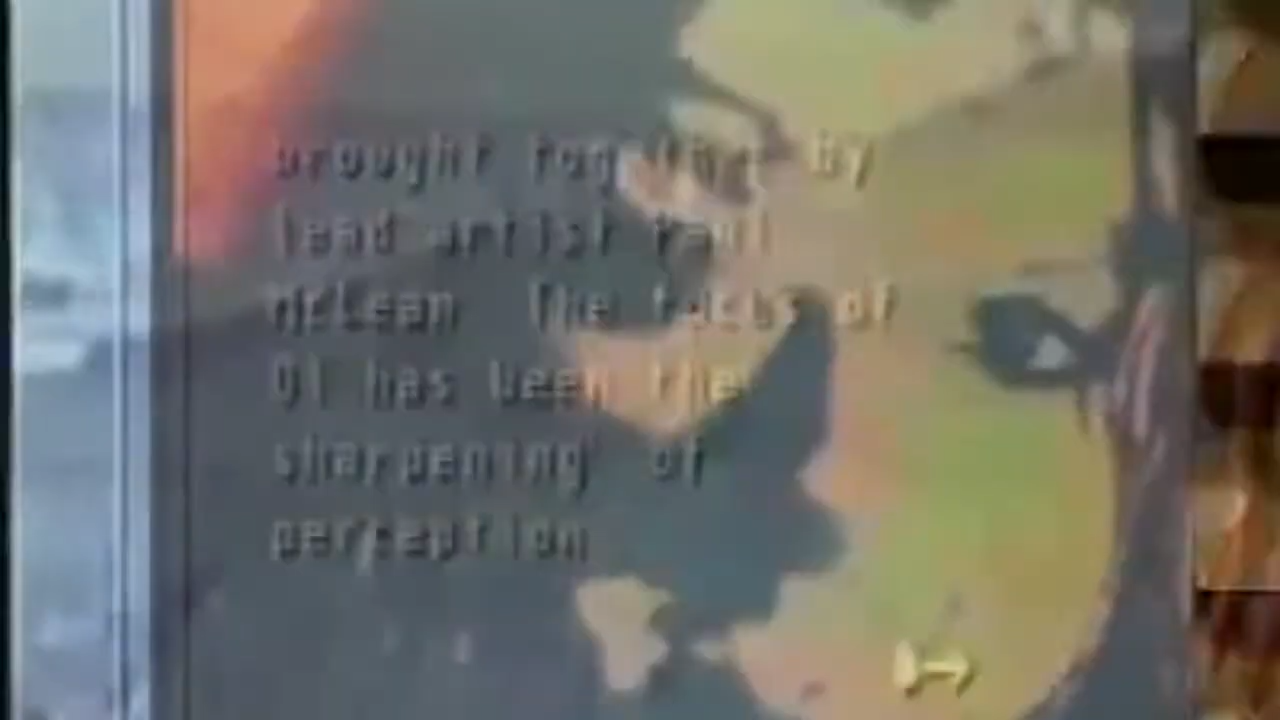 brought together by
lead artist Paul
McLean The focus of
01 has been the
sharpening of
perception